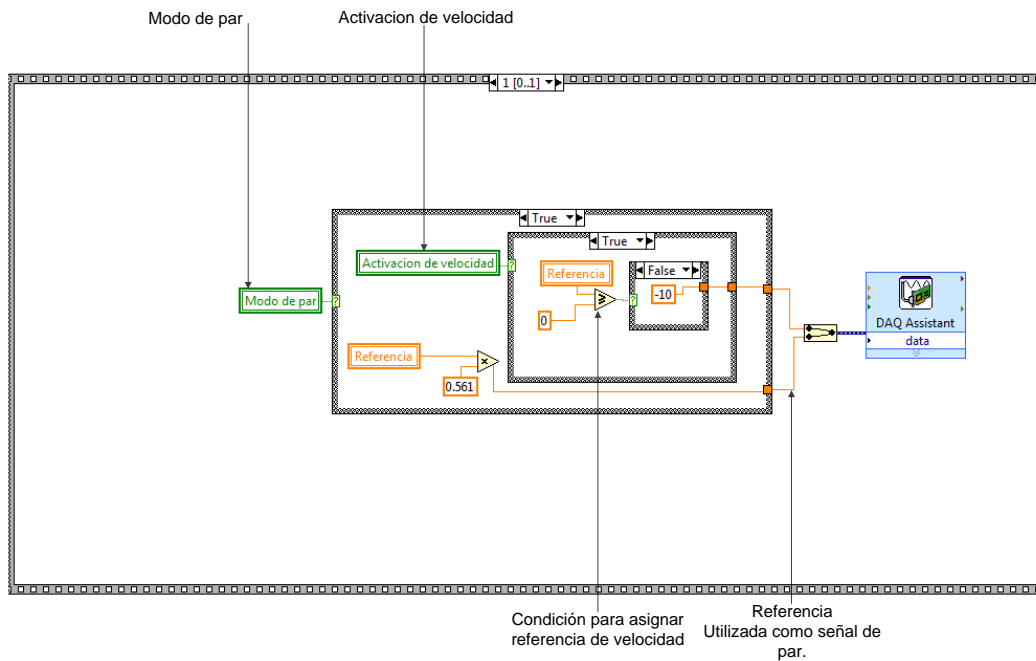 Modo de par
Activacion de velocidad
1 [0..1]
True
True
Activacion de velocidad
Referencia
False
Modo de par
-10
0
DAQ Assistant
data
Referencia
0.561
Condición para asignar
referencia de velocidad
Referencia
Utilizada como señal de
par.